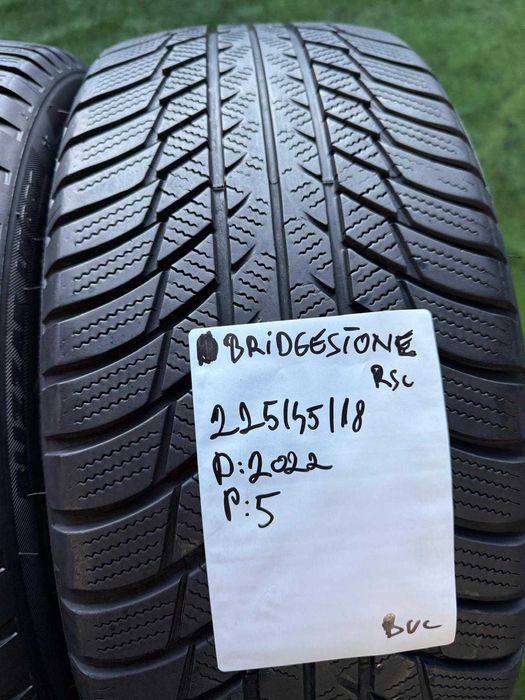 BRIDGESTONE
RSC
225/45/18
D:2022
P:5
BUC